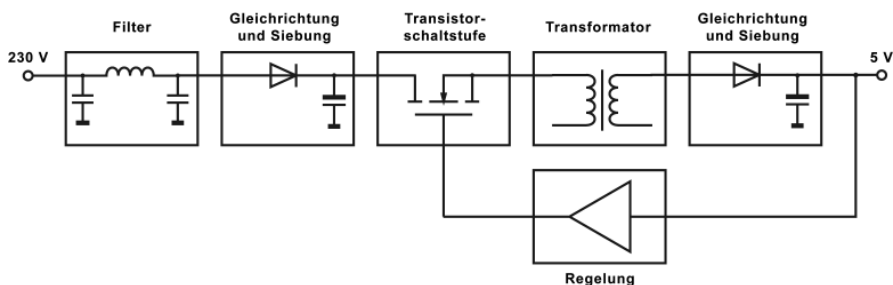 Filter
Gleichrichtung
und Siebung
Transistor-
schaltstufe
Transformator
Gleichrichtung
und Siebung
230 V
5 V
Regelung